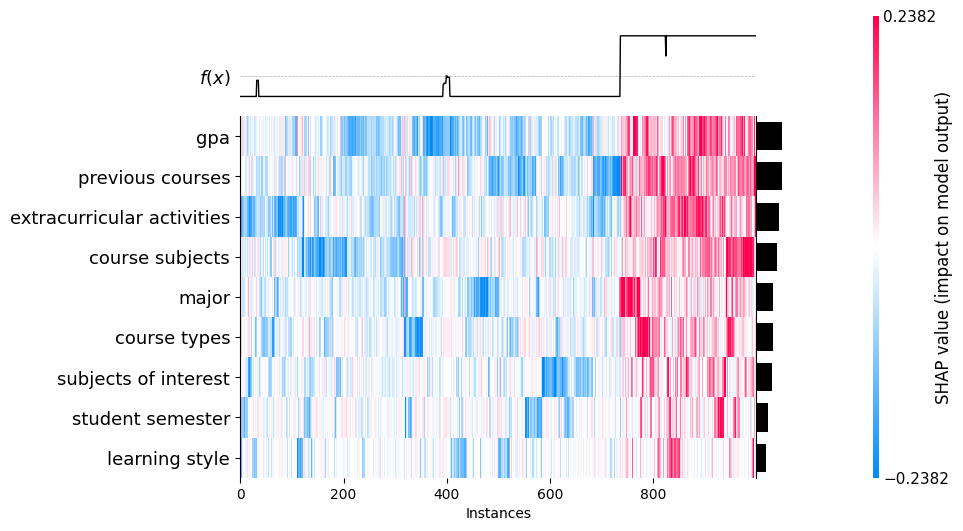 0.2382
f(x)
gpa
previous courses
extracurricular activities
course subjects
major
course types
subjects of interest
student semester
learning style
0 200 400 600 800
Instances
SHAP value (impact on model output)
−0.2382